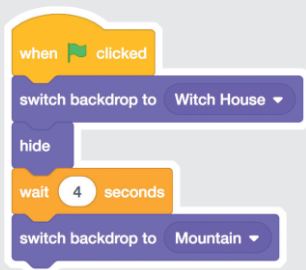 when clicked
switch backdrop to Witch House
hide
wait 4 seconds
switch backdrop to Mountain